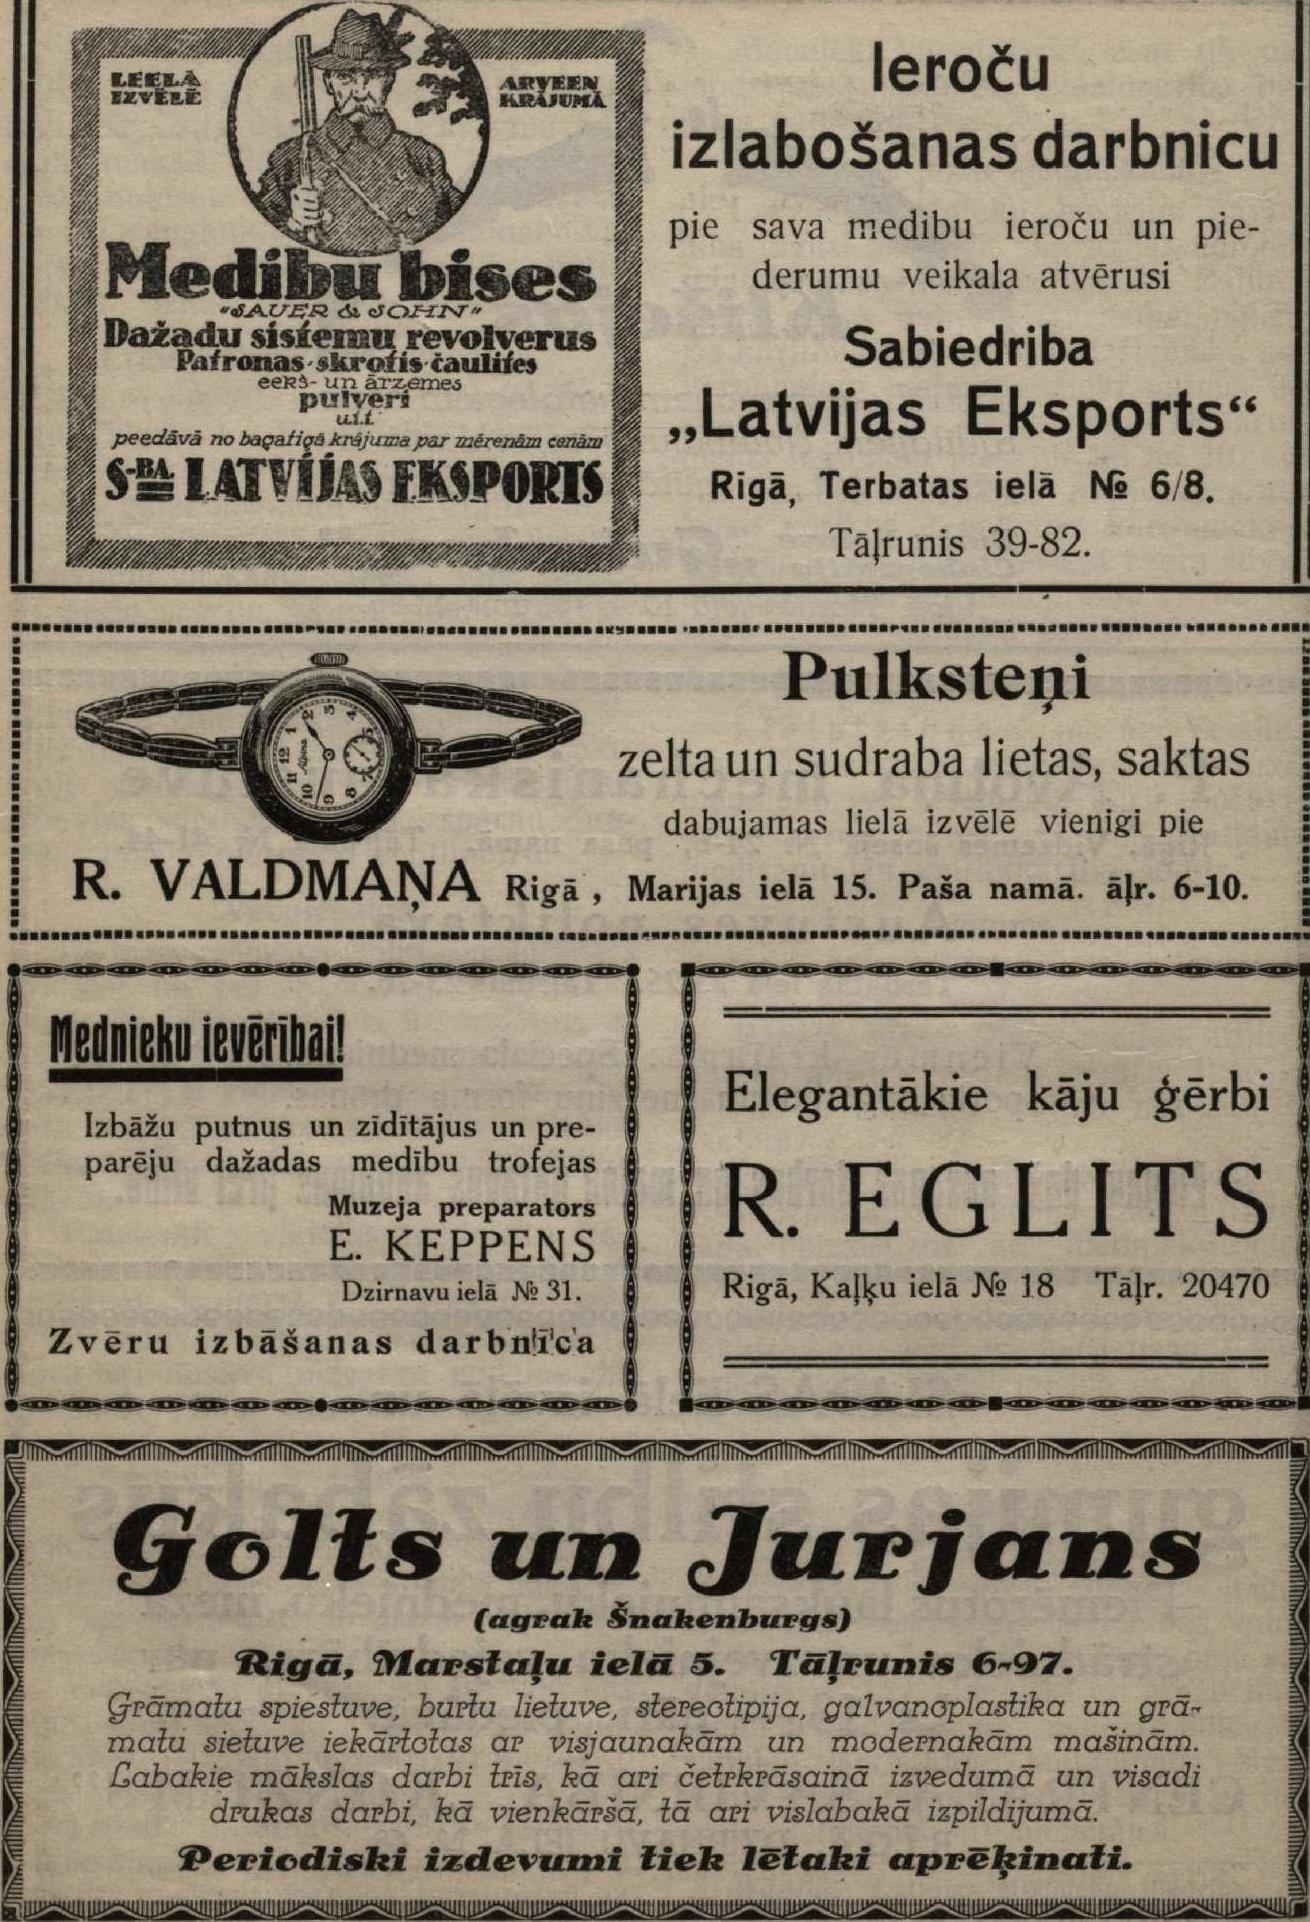 LEELĀ
IZVĒLĒ
ARVEEN
KRĀJUMĀ
Medibu bises
"SAUER & SOHN"
Dažadu sistemu revolverus
Patronas-skrotis-čaulites
eekš- un ārzemes
pulveri
u.t.t
peedāvā no bagatigā krājuma par mērenām cenām
S-BA LATVIJAS EKSPORTS
Ieroču
izlabošanas darbnicu
pie sava medibu ieroču un pie-
derumu veikala atvērusi
Sabiedriba
„Latvijas Eksports“
Rigā, Terbatas ielā № 6/8.
Tāļrunis 39-82.
Pulksteņi
zelta un sudraba lietas, saktas
dabujamas lielā izvēlē vienigi pie
R. VALDMAŅA Rigā, Marijas ielā 15. Paša namā. āļr. 6-10.
Mednieku ievērībai!
Izbāžu putnus un zīdītājus un pre-
parēju dažadas medību trofejas
Muzeja preparators
E. KEPPENS
Dzirnavu ielā № 31.
Zvēru izbāšanas darbnīca
Elegantākie kāju ģērbi
R. EGLITS
Rigā, Kaļķu ielā № 18 Tāļr. 20470
Golts un Jurjans
(agrak Šnakenburgs)
Rigā, Marstaļu ielā 5. Tāļrunis 6-97.
Grāmatu spiestuve, burtu lietuve, stereotipija, galvanoplastika un grā-
matu sietuve iekārtotas ar visjaunakām un modernakām mašinām.
Labakie mākslas darbi trīs, kā ari četrkrāsainā izvedumā un visadi
drukas darbi, kā vienkāršā, tā ari vislabakā izpildijumā.
Periodiski izdevumi tiek lētaki aprēķinati.